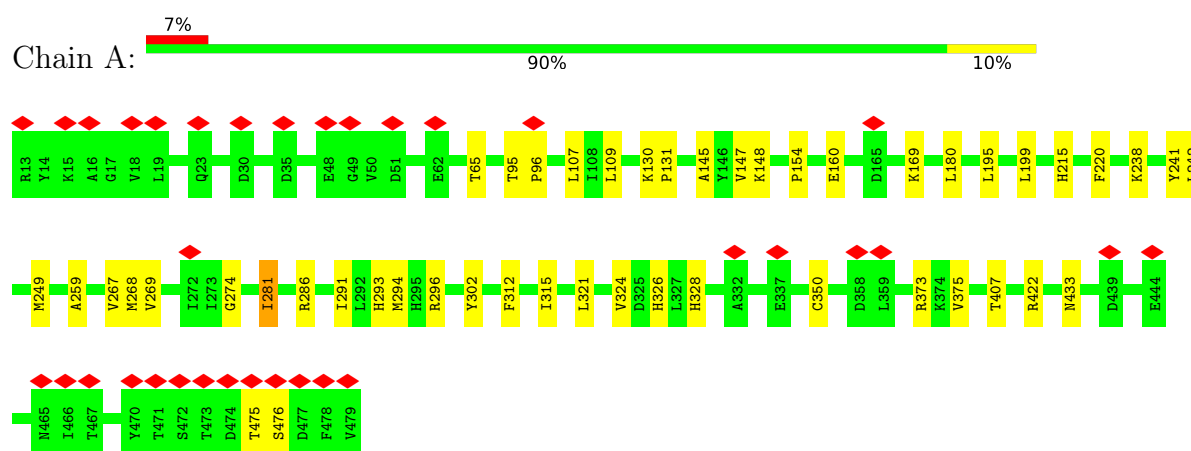 7%
Chain A:
90% 10%
R13 Y14 K15 A16 G17 V18 L19 Q23 D30 D35 E48 G49 V50 D51 E62 T65 T95 P96 L107 I108 L109 K130 P131 A145 Y146 V147 K148 P154 E160 D165 K169 L180 L195 L199 H215 F220 K238 Y241
M249 A259 V267 M268 V269 I272 I273 G274 I281 R286 I291 L292 H293 M294 H295 R296 Y302 F312 I315 L321 V324 D325 H326 L327 H328 A332 E337 C350 D358 L359 R373 K374 V375 T407 R422 N433 D439 E444
N465 I466 T467 Y470 T471 S472 T473 D474 T475 S476 D477 F478 V479